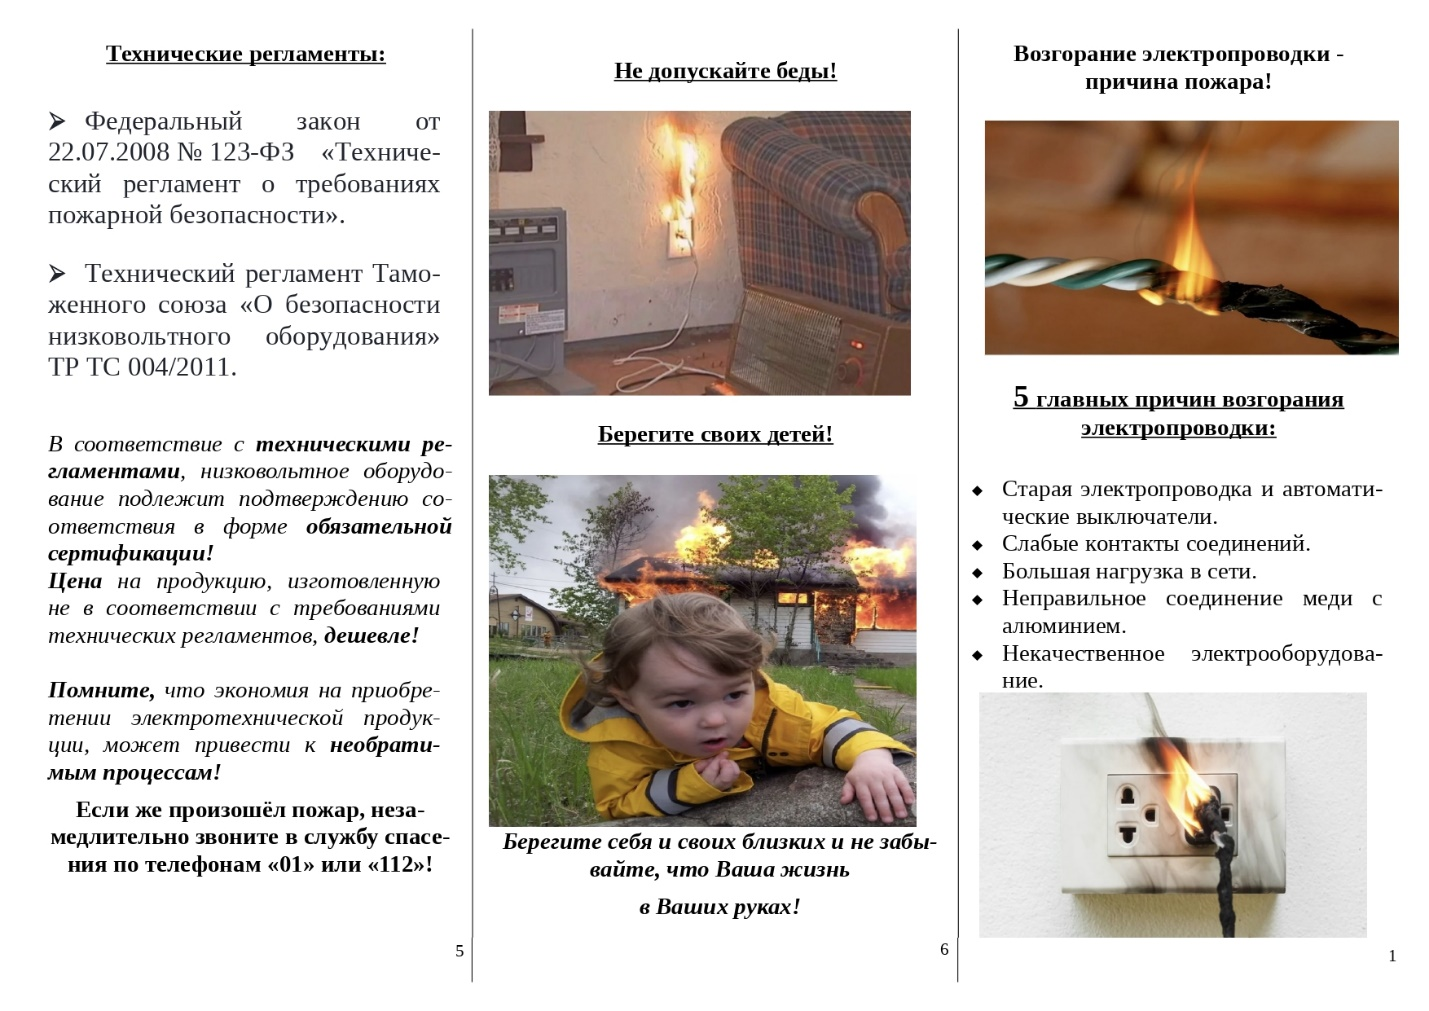 Технические регламенты:
⮚ Федеральный закон от
22.07.2008 № 123-ФЗ «Техниче-
ский регламент о требованиях
пожарной безопасности».
⮚ Технический регламент Тамо-
женного союза «О безопасности
низковольтного оборудования»
ТР ТС 004/2011.
В соответствие с техническими ре-
гламентами, низковольтное оборудо-
вание подлежит подтверждению со-
ответствия в форме обязательной
сертификации!
Цена на продукцию, изготовленную
не в соответствии с требованиями
технических регламентов, дешевле!
Помните, что экономия на приобре-
тении электротехнической продук-
ции, может привести к необрати-
мым процессам!
Если же произошёл пожар, неза-
медлительно звоните в службу спасе-
ния по телефонам «01» или «112»!
5
Не допускайте беды!
Берегите своих детей!
Берегите себя и своих близких и не забы-
вайте, что Ваша жизнь
в Ваших руках!
6
Возгорание электропроводки -
причина пожара!
5 главных причин возгорания
электропроводки:
◆ Старая электропроводка и автомати-
ческие выключатели.
◆ Слабые контакты соединений.
◆ Большая нагрузка в сети.
◆ Неправильное соединение меди с
алюминием.
◆ Некачественное электрооборудова-
ние.
1